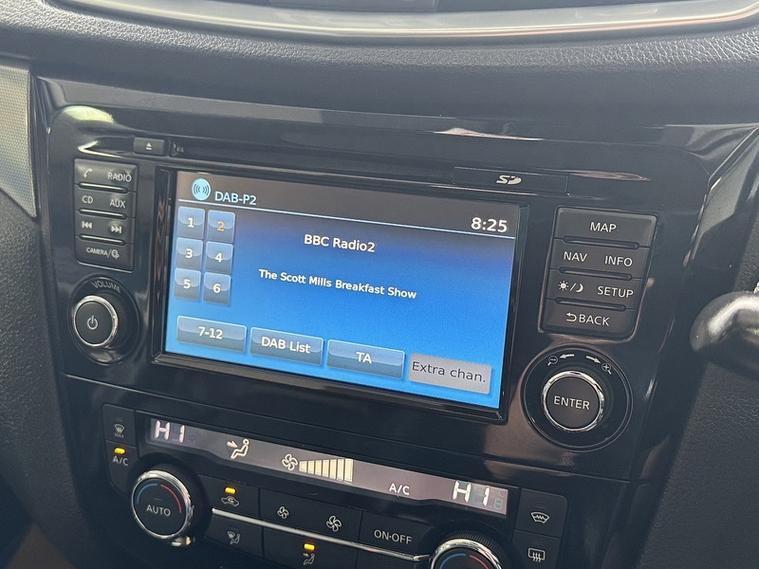 RADIO
CD AUX
CAMERA/
VOLUME
DAB-P2
8:25
1 2
3 4
5 6
BBC Radio2
The Scott Mills Breakfast Show
7-12
DAB List
TA
Extra chan.
SD
MAP
NAV INFO
SETUP
BACK
ENTER
HI
A/C
HI
MAX
A/C
AUTO
ON·OFF